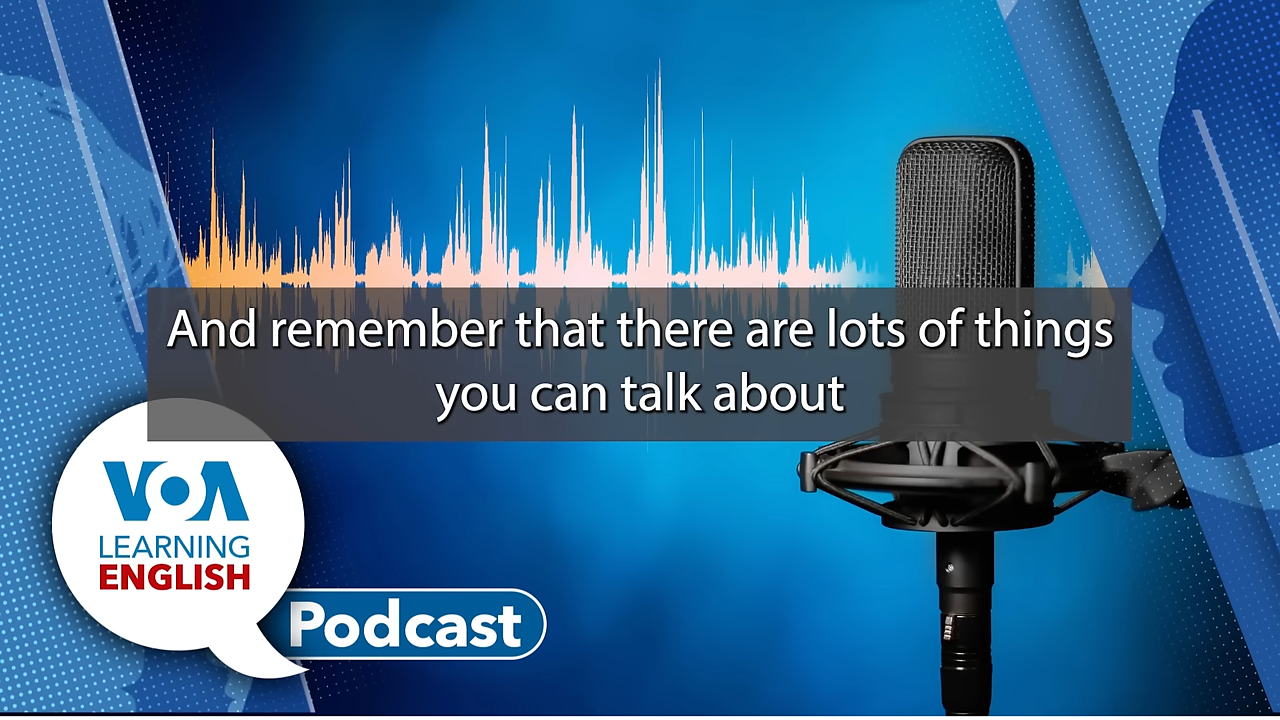 And remember that there are lots of things
you can talk about
VOA
LEARNING
ENGLISH
Podcast